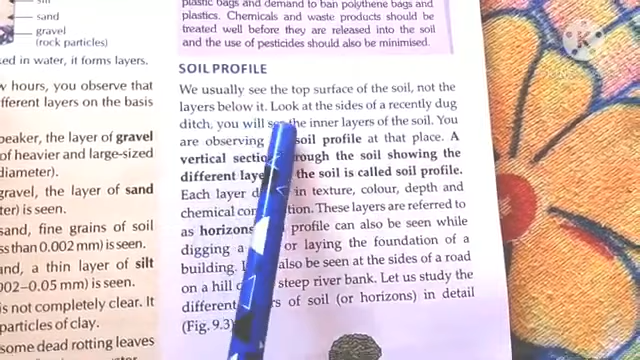 silt
sand
gravel
(rock particles)
ed in water, it forms layers.
w hours, you observe that
fferent layers on the basis
peaker, the layer of gravel
of heavier and large-sized
diameter).
gravel, the layer of sand
ter) is seen.
sand, fine grains of soil
ss than 0.002 mm) is seen.
and, a thin layer of silt
002–0.05 mm) is seen.
is not completely clear. It
particles of clay.
some dead rotting leaves
plastic bags and demand to ban polythene bags and
plastics. Chemicals and waste products should be
treated well before they are released into the soil
and the use of pesticides should also be minimised.
SOIL PROFILE
We usually see the top surface of the soil, not the
layers below it. Look at the sides of a recently dug
ditch, you will see the inner layers of the soil. You
are observing soil profile at that place. A
vertical section through the soil showing the
different the soil is called soil profile.
Each layer in texture, colour, depth and
chemical These layers are referred to
as horizons profile can also be seen while
digging a or laying the foundation of a
building. also be seen at the sides of a road
on a hill steep river bank. Let us study the
different of soil (or horizons) in detail
(Fig. 9.3)
KINEMASTER